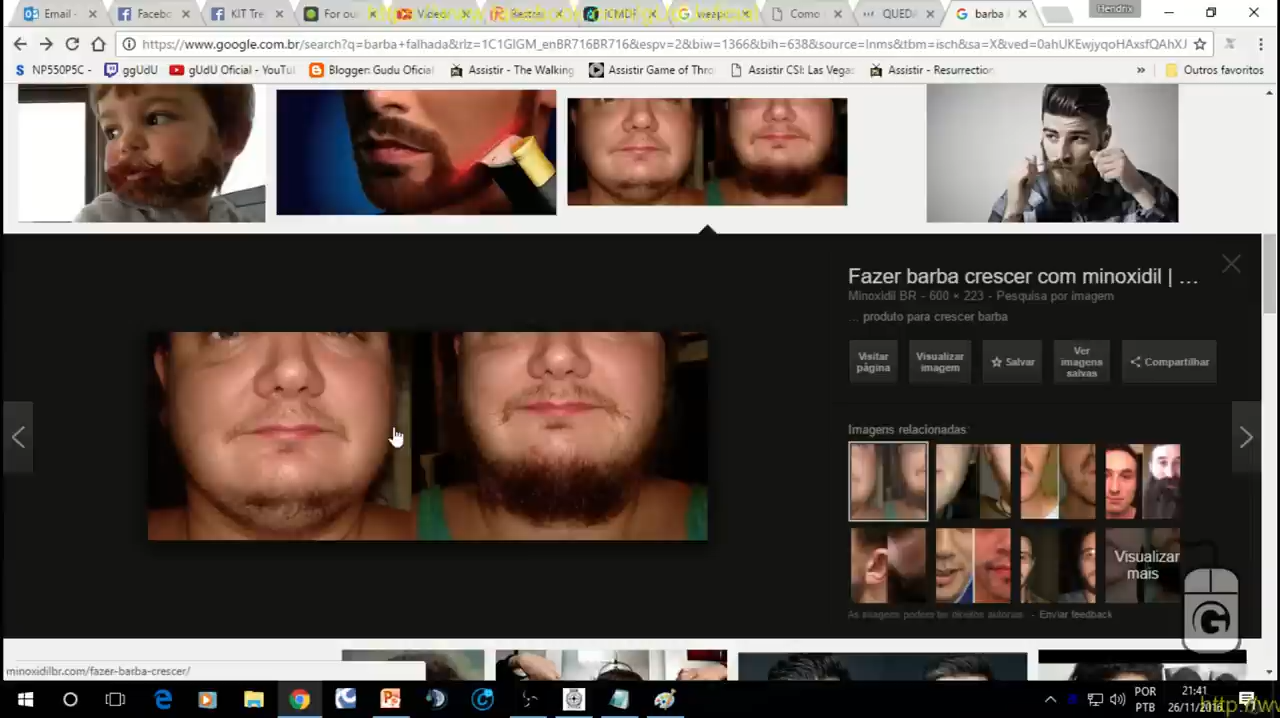 Hendrix
Email -
Facebo
KIT Tre
For our
Videos
ICMDF
weapo
Como
QUED
barba
https://www.google.com.br/search?q=barba+falhada&rlz=1C1GIGM_enBR716BR716&espv=2&biw=1366&bih=638&source=lnms&tbm=isch&sa=X&ved=0ahUKEwjyqoHAxsfQAhXJ
NP550P5C -
ggUdU
gUdU Oficial - YouTu
Blogger: Gudu Oficial
Assistir - The Walking
Assistir Game of Thro
Assistir CSI: Las Vegas
Assistir - Resurrection
»
Outros favoritos
Fazer barba crescer com minoxidil | ...
Minoxidil BR - 600 × 223 - Pesquisa por imagem
... produto para crescer barba
Visitar
página
Visualizar
imagem
Salvar
Ver
imagens
salvas
Compartilhar
Imagens relacionadas:
Visualizar
mais
As imagens podem ter direitos autorais. - Enviar feedback
minoxidilbr.com/fazer-barba-crescer/
POR
PTB
21:41
26/11/2016
http://w